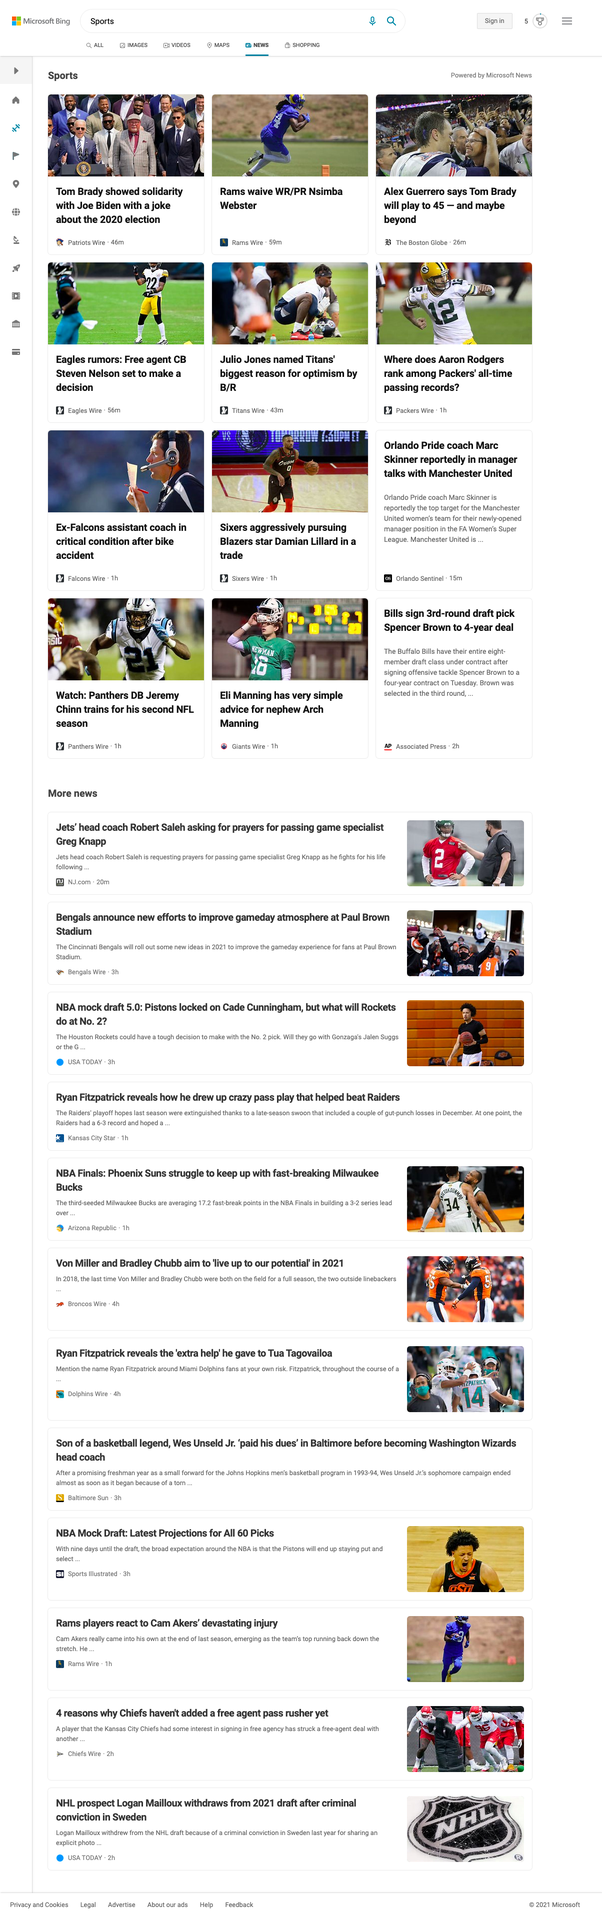 Microsoft Bing
Sports
Sign in
5
ALL
IMAGES
VIDEOS
MAPS
NEWS
SHOPPING
Sports
Powered by Microsoft News
Tom Brady showed solidarity
with Joe Biden with a joke
about the 2020 election
Patriots Wire · 46m
Rams waive WR/PR Nsimba
Webster
Rams Wire · 59m
Alex Guerrero says Tom Brady
will play to 45 — and maybe
beyond
The Boston Globe · 26m
22
Eagles rumors: Free agent CB
Steven Nelson set to make a
decision
Eagles Wire · 56m
Julio Jones named Titans'
biggest reason for optimism by
B/R
Titans Wire · 43m
12
Where does Aaron Rodgers
rank among Packers' all-time
passing records?
Packers Wire · 1h
Ex-Falcons assistant coach in
critical condition after bike
accident
Falcons Wire · 1h
0
Sixers aggressively pursuing
Blazers star Damian Lillard in a
trade
Sixers Wire · 1h
Orlando Pride coach Marc
Skinner reportedly in manager
talks with Manchester United
Orlando Pride coach Marc Skinner is
reportedly the top target for the Manchester
United women's team for their newly-opened
manager position in the FA Women's Super
League. Manchester United is ...
OS
Orlando Sentinel · 15m
21
Watch: Panthers DB Jeremy
Chinn trains for his second NFL
season
Panthers Wire · 1h
16
Eli Manning has very simple
advice for nephew Arch
Manning
Giants Wire · 1h
Bills sign 3rd-round draft pick
Spencer Brown to 4-year deal
The Buffalo Bills have their entire eight-
member draft class under contract after
signing offensive tackle Spencer Brown to a
four-year contract on Tuesday. Brown was
selected in the third round, ...
AP
Associated Press · 2h
More news
Jets' head coach Robert Saleh asking for prayers for passing game specialist
Greg Knapp
Jets head coach Robert Saleh is requesting prayers for passing game specialist Greg Knapp as he fights for his life
following ...
NJ.com · 20m
2
Bengals announce new efforts to improve gameday atmosphere at Paul Brown
Stadium
The Cincinnati Bengals will roll out some new ideas in 2021 to improve the gameday experience for fans at Paul Brown
Stadium.
Bengals Wire · 3h
9
NBA mock draft 5.0: Pistons locked on Cade Cunningham, but what will Rockets
do at No. 2?
The Houston Rockets could have a tough decision to make with the No. 2 pick. Will they go with Gonzaga's Jalen Suggs
or the G ...
USA TODAY · 3h
Ryan Fitzpatrick reveals how he drew up crazy pass play that helped beat Raiders
The Raiders' playoff hopes last season were extinguished thanks to a late-season swoon that included a couple of gut-punch losses in December. At one point, the
Raiders had a 6-3 record and hoped a ...
Kansas City Star · 1h
NBA Finals: Phoenix Suns struggle to keep up with fast-breaking Milwaukee
Bucks
The third-seeded Milwaukee Bucks are averaging 17.2 fast-break points in the NBA Finals in building a 3-2 series lead
over ...
Arizona Republic · 1h
34
Von Miller and Bradley Chubb aim to 'live up to our potential' in 2021
In 2018, the last time Von Miller and Bradley Chubb were both on the field for a full season, the two outside linebackers
...
Broncos Wire · 4h
Ryan Fitzpatrick reveals the 'extra help' he gave to Tua Tagovailoa
Mention the name Ryan Fitzpatrick around Miami Dolphins fans at your own risk. Fitzpatrick, throughout the course of a
...
Dolphins Wire · 4h
14
Son of a basketball legend, Wes Unseld Jr. 'paid his dues' in Baltimore before becoming Washington Wizards
head coach
After a promising freshman year as a small forward for the Johns Hopkins men's basketball program in 1993-94, Wes Unseld Jr.'s sophomore campaign ended
almost as soon as it began because of a torn ...
Baltimore Sun · 3h
NBA Mock Draft: Latest Projections for All 60 Picks
With nine days until the draft, the broad expectation around the NBA is that the Pistons will end up staying put and
select ...
Sports Illustrated · 3h
Rams players react to Cam Akers' devastating injury
Cam Akers really came into his own at the end of last season, emerging as the team's top running back down the
stretch. He ...
Rams Wire · 1h
4 reasons why Chiefs haven't added a free agent pass rusher yet
A player that the Kansas City Chiefs had some interest in signing in free agency has struck a free-agent deal with
another ...
Chiefs Wire · 2h
NHL prospect Logan Mailloux withdraws from 2021 draft after criminal
conviction in Sweden
Logan Mailloux withdrew from the NHL draft because of a criminal conviction in Sweden last year for sharing an
explicit photo ...
USA TODAY · 2h
NHL
Privacy and Cookies
Legal
Advertise
About our ads
Help
Feedback
© 2021 Microsoft